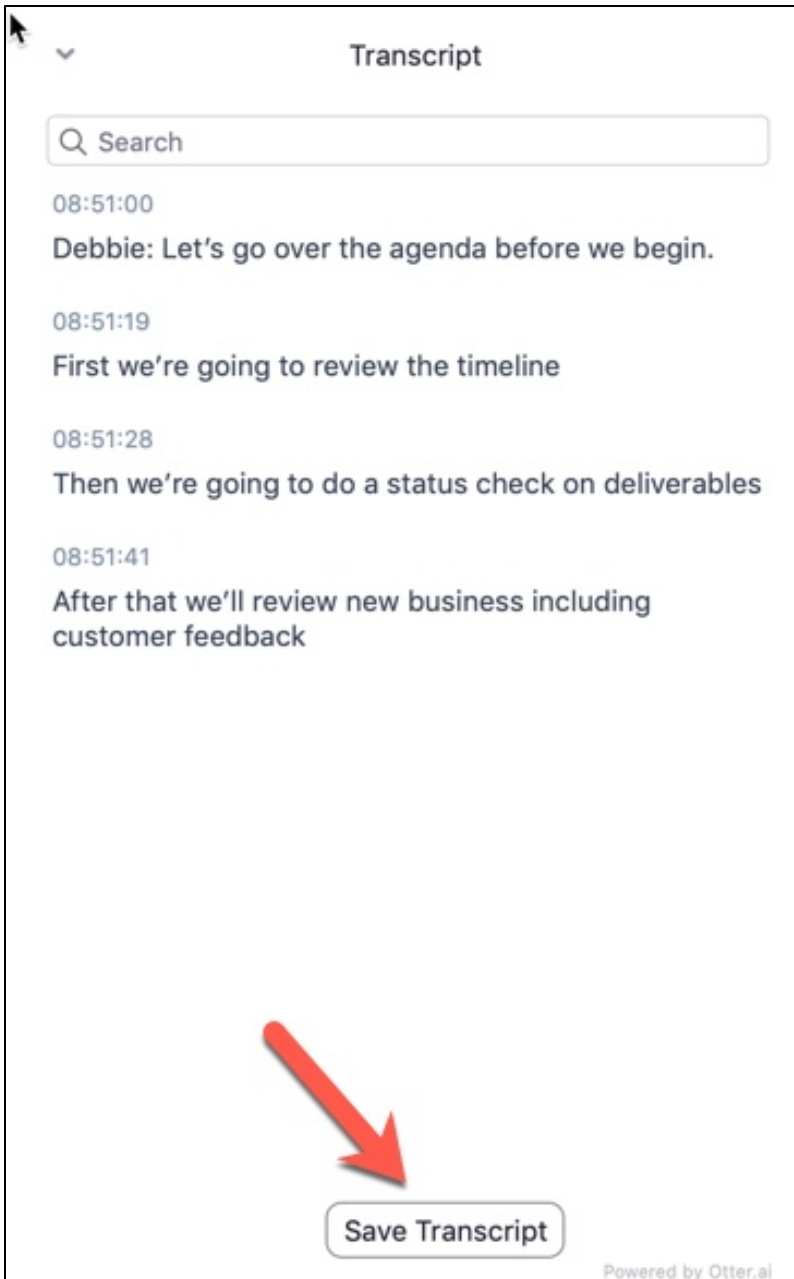 Transcript
Search
08:51:00
Debbie: Let’s go over the agenda before we begin.
08:51:19
First we’re going to review the timeline
08:51:28
Then we’re going to do a status check on deliverables
08:51:41
After that we’ll review new business including
customer feedback
Save Transcript
Powered by Otter.ai